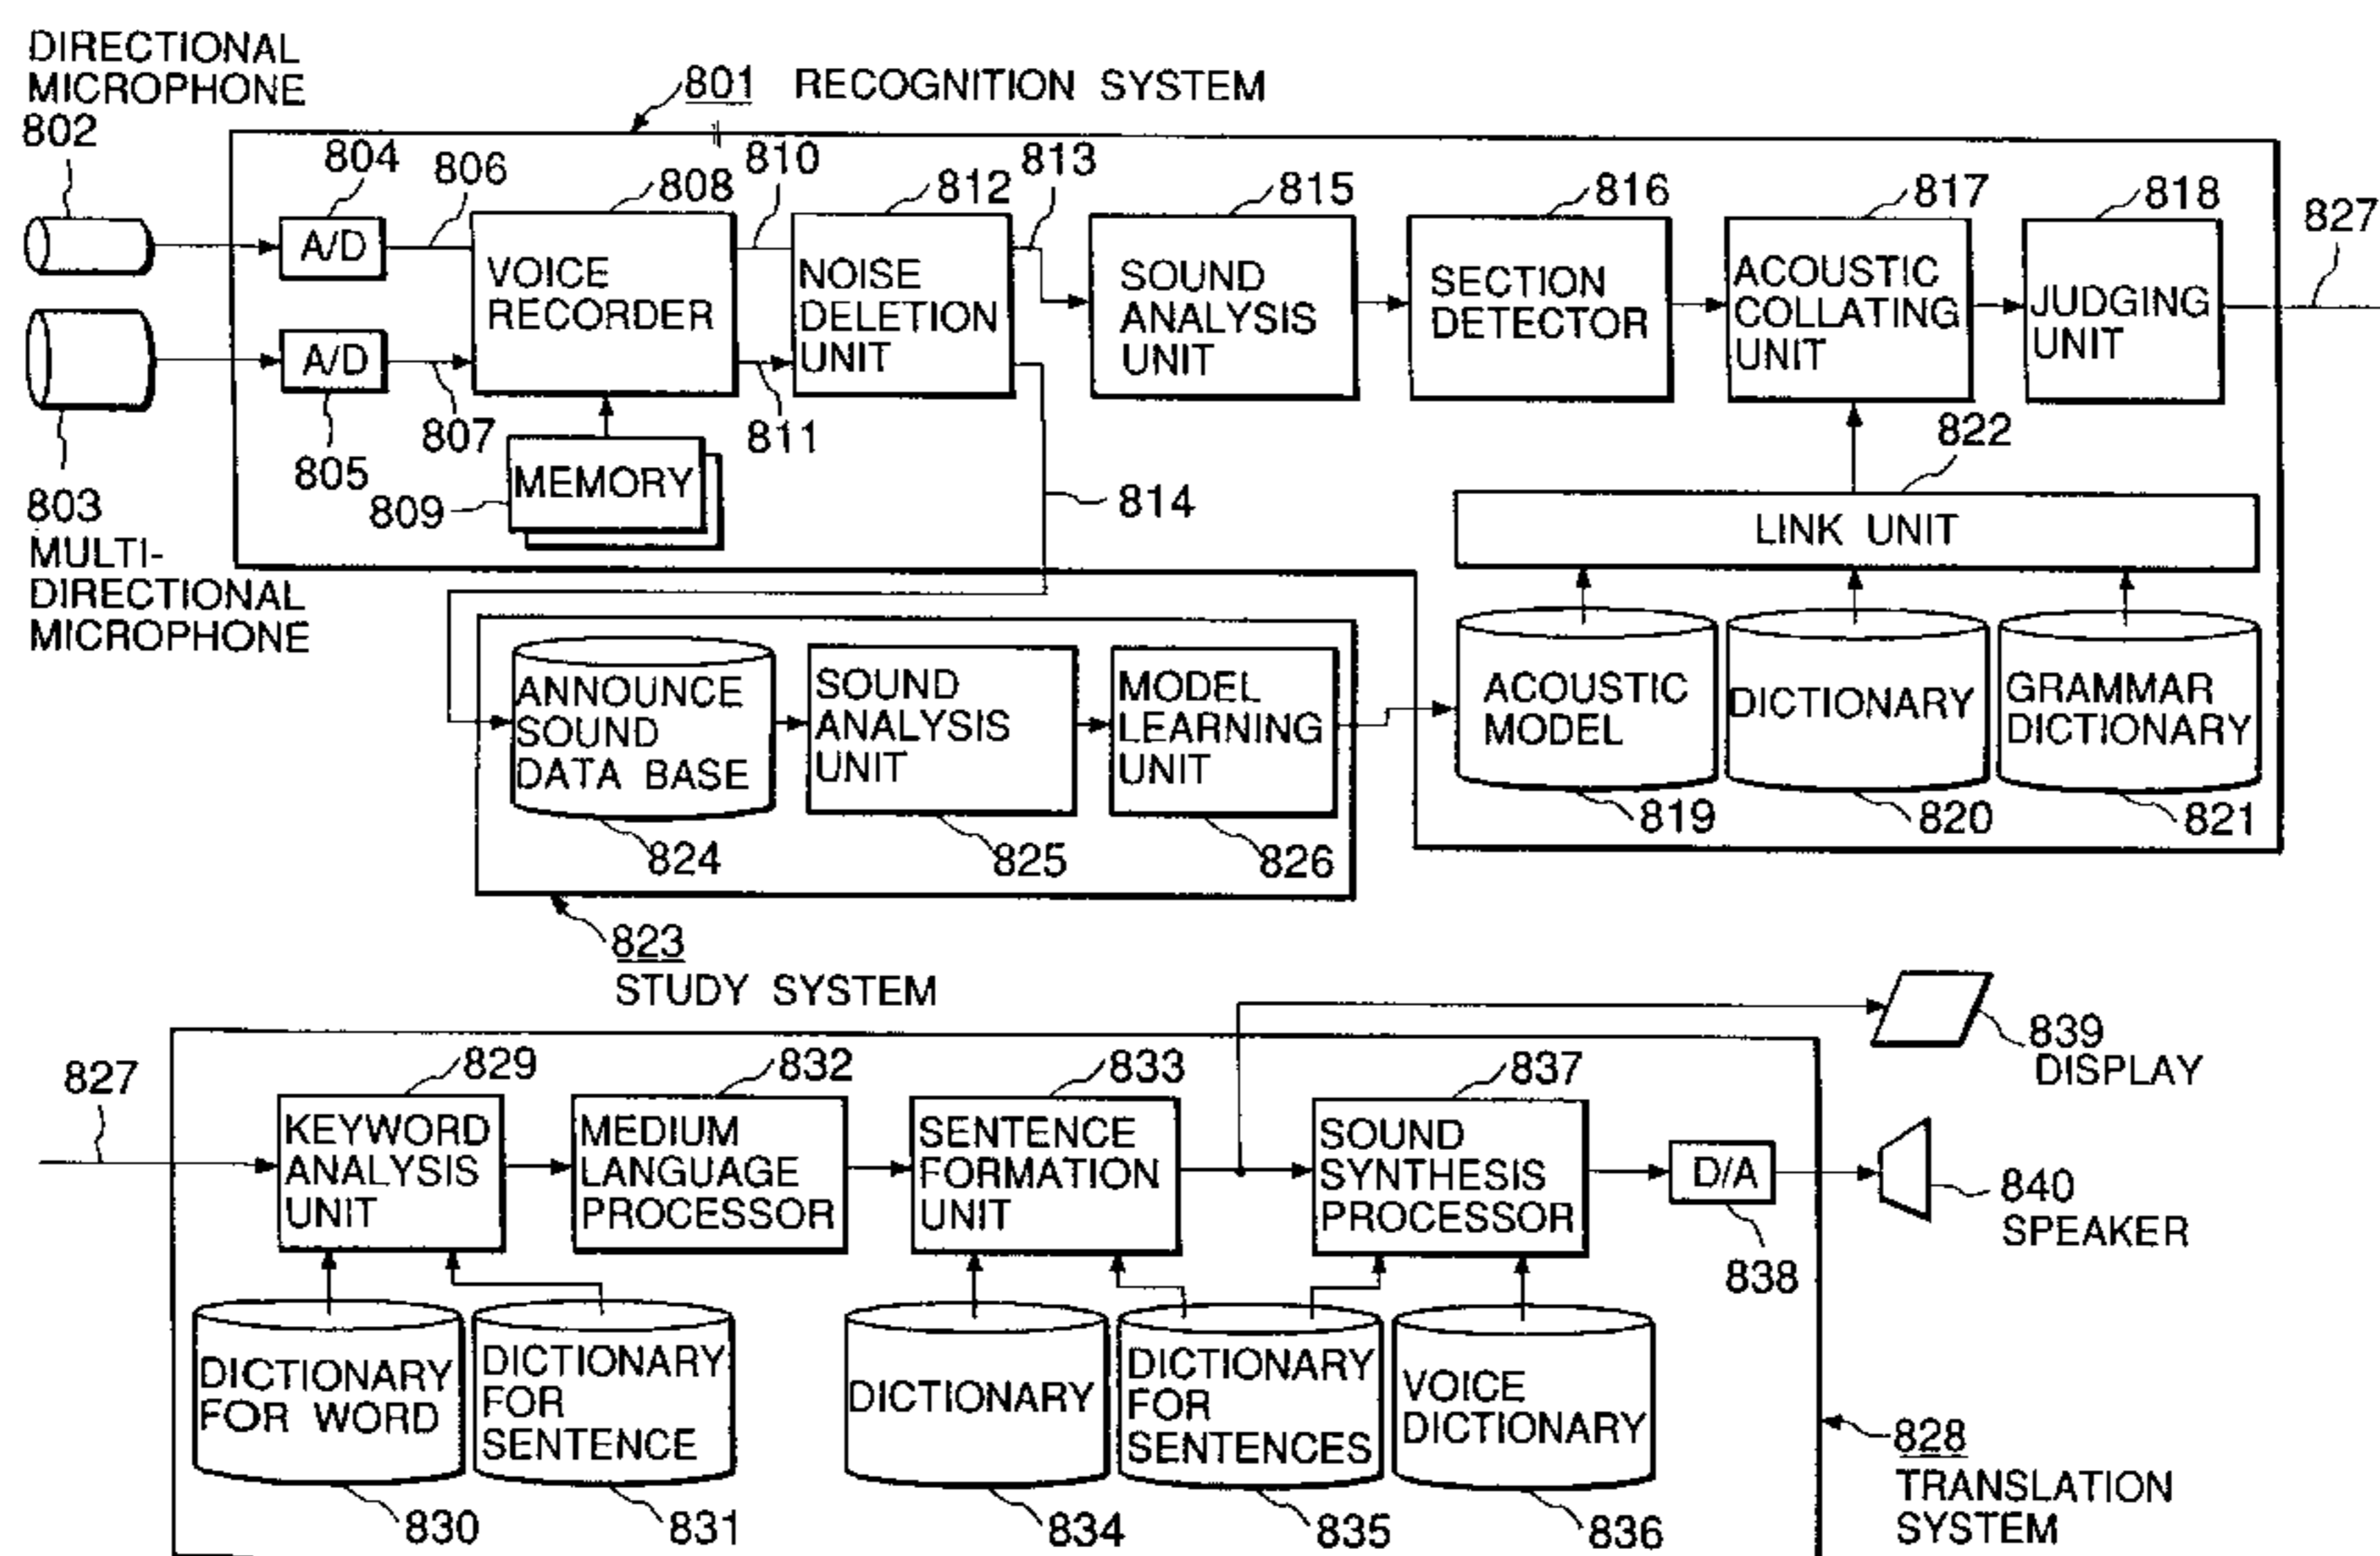 DIRECTIONAL
MICROPHONE
802
801 RECOGNITION SYSTEM
804
806
808
810
812
813
815
816
817
818
827
A/D
VOICE
RECORDER
NOISE
DELETION
UNIT
SOUND
ANALYSIS
UNIT
SECTION
DETECTOR
ACOUSTIC
COLLATING
UNIT
JUDGING
UNIT
A/D
805
807
811
MEMORY
809
814
822
LINK UNIT
803
MULTI-
DIRECTIONAL
MICROPHONE
ANNOUNCE
SOUND
DATA BASE
SOUND
ANALYSIS
UNIT
MODEL
LEARNING
UNIT
ACOUSTIC
MODEL
DICTIONARY
GRAMMAR
DICTIONARY
819
820
821
824
825
826
823
STUDY SYSTEM
839
DISPLAY
827
829
832
833
837
KEYWORD
ANALYSIS
UNIT
MEDIUM
LANGUAGE
PROCESSOR
SENTENCE
FORMATION
UNIT
SOUND
SYNTHESIS
PROCESSOR
D/A
838
840
SPEAKER
DICTIONARY
FOR WORD
DICTIONARY
FOR
SENTENCE
DICTIONARY
DICTIONARY
FOR
SENTENCES
VOICE
DICTIONARY
830
831
834
835
836
828
TRANSLATION
SYSTEM